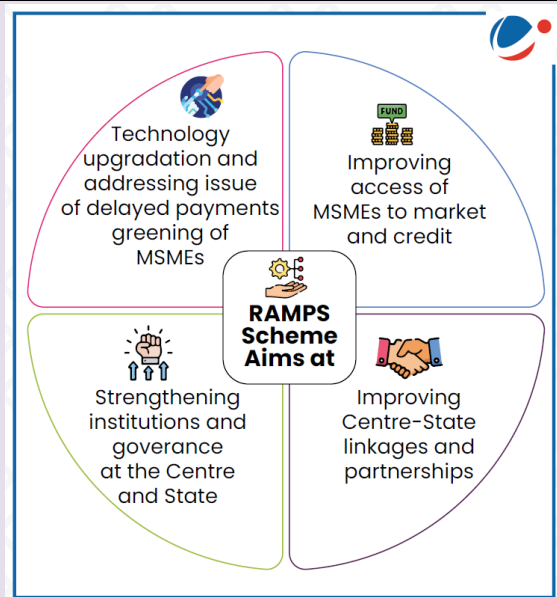 Technology
upgradation and
addressing issue
of delayed payments
greening of
MSMEs
FUND
Improving
access of
MSMEs to market
and credit
RAMPS
Scheme
Aims at
Strengthening
institutions and
goverance
at the Centre
and State
Improving
Centre-State
linkages and
partnerships